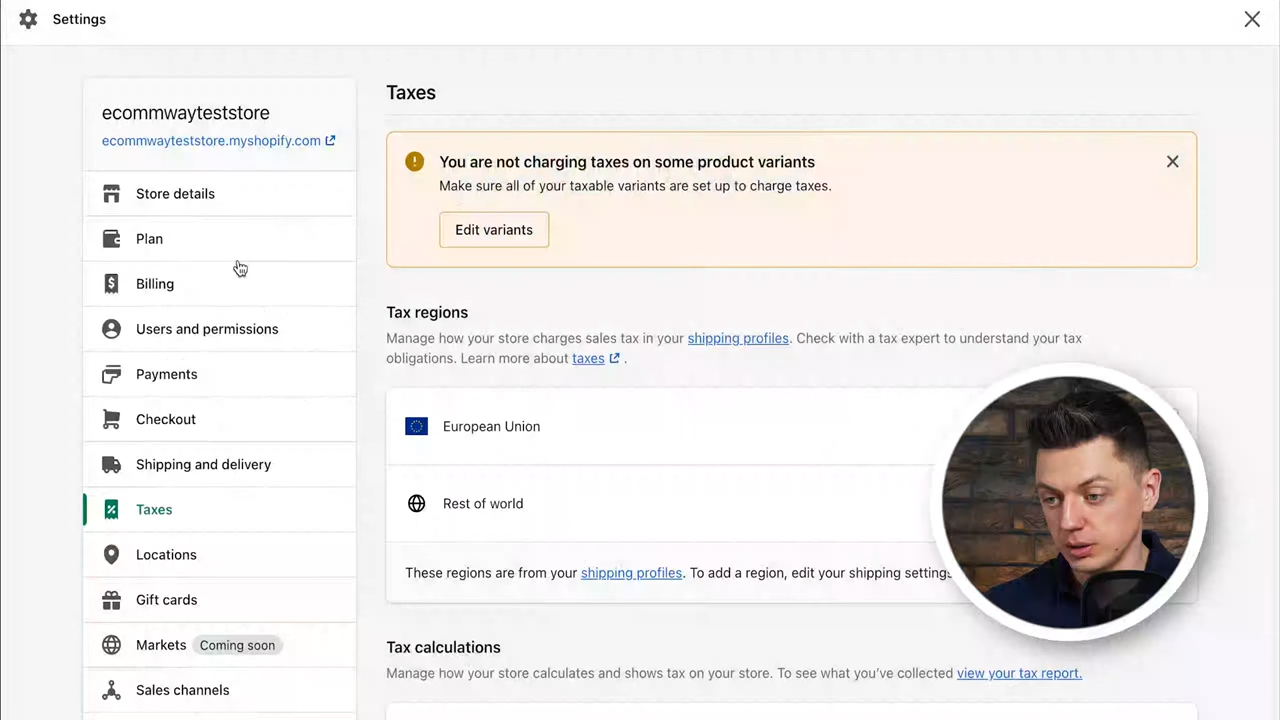 Settings
ecommwayteststore
ecommwayteststore.myshopify.com
Store details
Plan
Billing
Users and permissions
Payments
Checkout
Shipping and delivery
Taxes
Locations
Gift cards
Markets Coming soon
Sales channels
Taxes
You are not charging taxes on some product variants
Make sure all of your taxable variants are set up to charge taxes.
Edit variants
Tax regions
Manage how your store charges sales tax in your shipping profiles. Check with a tax expert to understand your tax
obligations. Learn more about taxes .
European Union
Rest of world
These regions are from your shipping profiles. To add a region, edit your shipping settings
Tax calculations
Manage how your store calculates and shows tax on your store. To see what you've collected view your tax report.